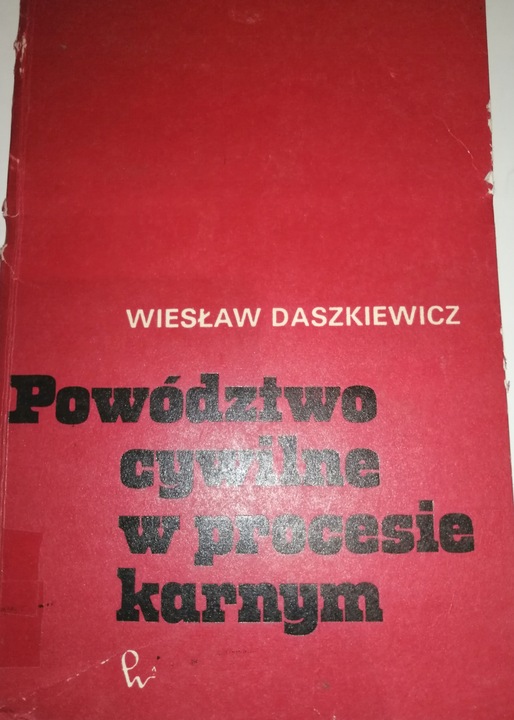 WIESŁAW DASZKIEWICZ
Powództwo
cywilne
w procesie
karnym